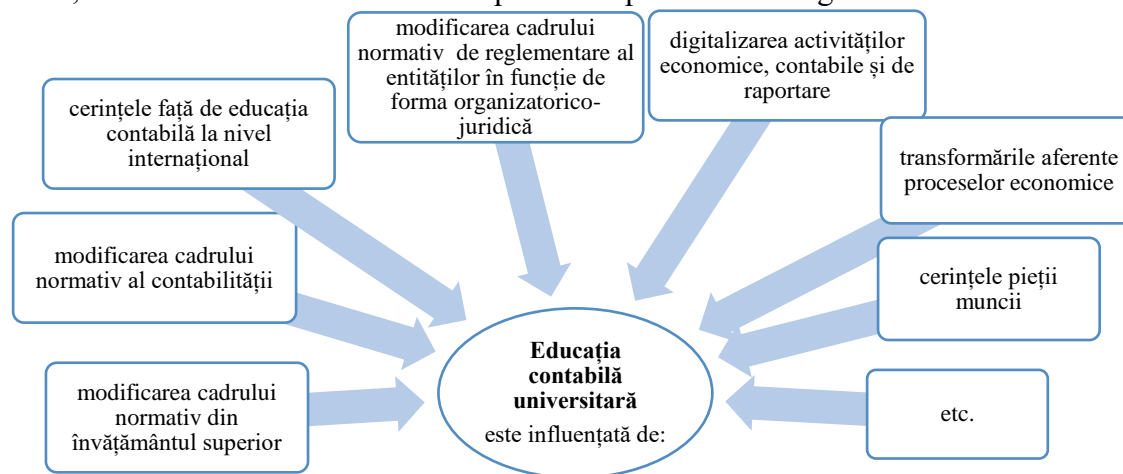 modificarea cadrului
normativ de reglementare al
entităților în funcție de
forma organizatorico-
juridică
digitalizarea activităților
economice, contabile și de
raportare
cerințele față de educația
contabilă la nivel
internațional
transformările aferente
proceselor economice
modificarea cadrului
normativ al contabilității
cerințele pieții
muncii
modificarea cadrului
normativ din
învățământul superior
Educația
contabilă
universitară
este influențată de:
etc.